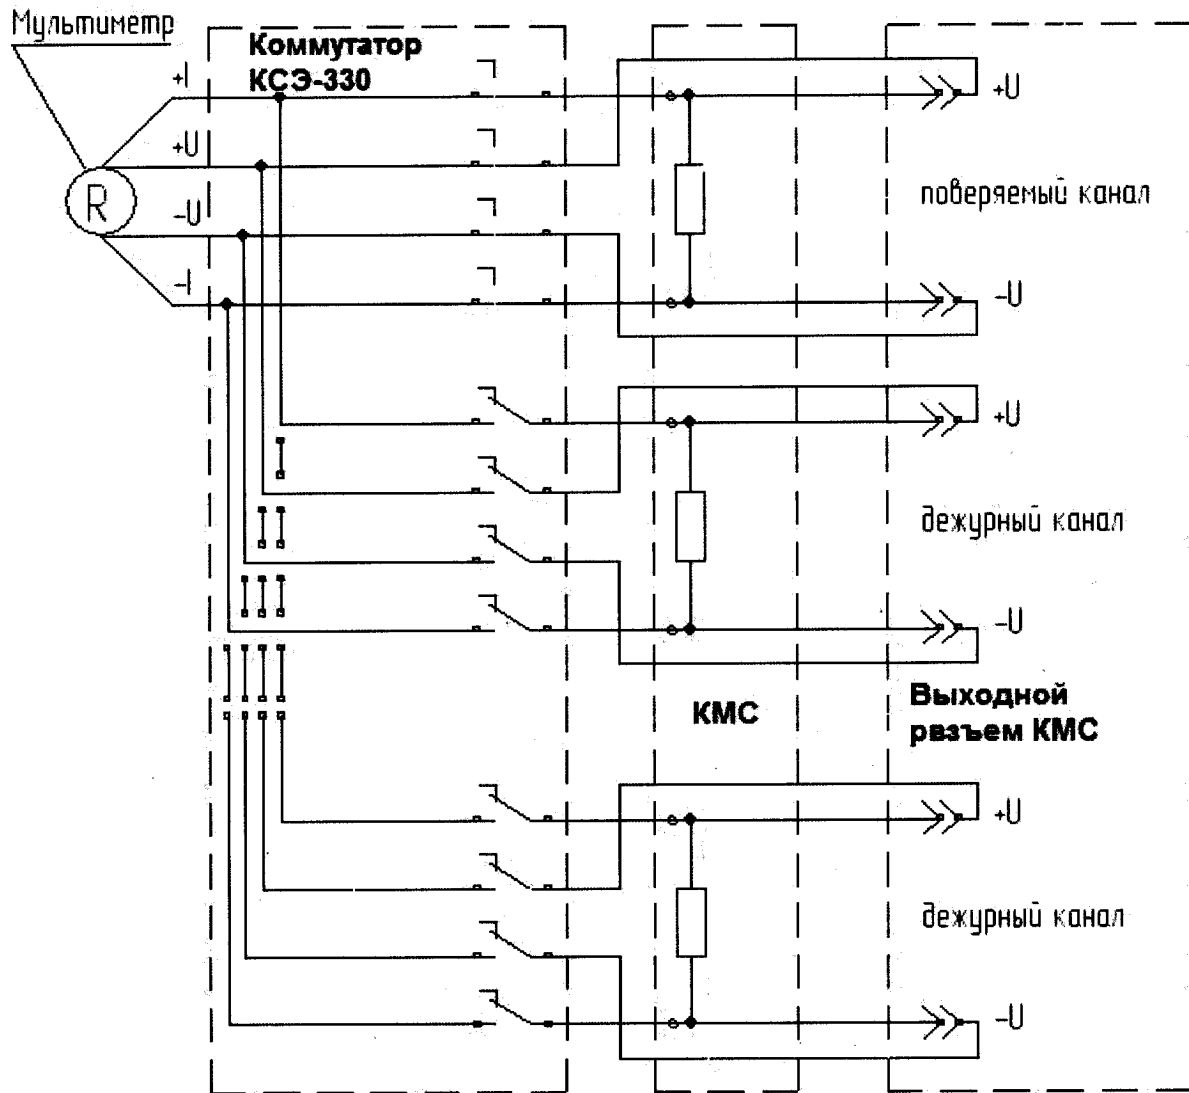 Мультиметр
Коммутатор
КСЭ-330
+I
+U
R
-U
-I
+U
поверяемый канал
-U
+U
дежурный канал
-U
КМС
Выходной
рвзъем КМС
+U
дежурный канал
-U